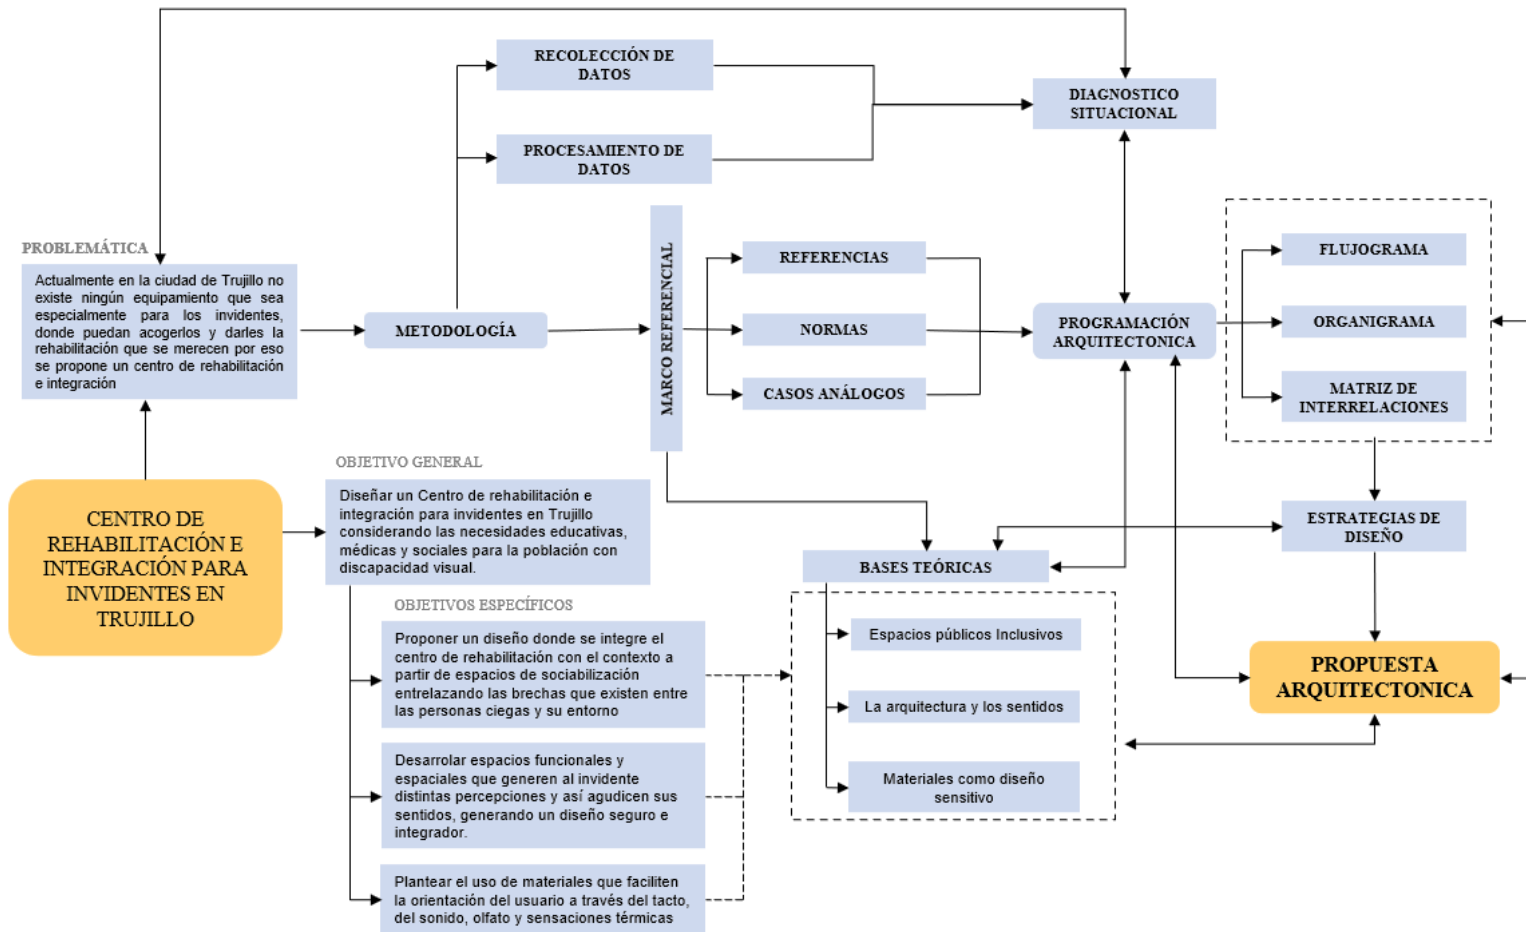 RECOLECCIÓN DE
DATOS
PROCESAMIENTO DE
DATOS
DIAGNOSTICO
SITUACIONAL
PROBLEMÁTICA
Actualmente en la ciudad de Trujillo no
existe ningún equipamiento que sea
especialmente para los invidentes,
donde puedan acogerlos y darles la
rehabilitación que se merecen por eso
se propone un centro de rehabilitación
e integración
METODOLOGÍA
MARCO REFERENCIAL
REFERENCIAS
NORMAS
CASOS ANÁLOGOS
PROGRAMACIÓN
ARQUITECTONICA
FLUJOGRAMA
ORGANIGRAMA
MATRIZ DE
INTERRELACIONES
CENTRO DE
REHABILITACIÓN E
INTEGRACIÓN PARA
INVIDENTES EN
TRUJILLO
OBJETIVO GENERAL
Diseñar un Centro de rehabilitación e
integración para invidentes en Trujillo
considerando las necesidades educativas,
médicas y sociales para la población con
discapacidad visual.
OBJETIVOS ESPECÍFICOS
Proponer un diseño donde se integre el
centro de rehabilitación con el contexto a
partir de espacios de sociabilización
entrelazando las brechas que existen entre
las personas ciegas y su entorno
Desarrolar espacios funcionales y
espaciales que generen al invidente
distintas percepciones y así agudicen sus
sentidos, generando un diseño seguro e
integrador.
Plantear el uso de materiales que faciliten
la orientación del usuario a través del tacto,
del sonido, olfato y sensaciones térmicas
BASES TEÓRICAS
Espacios públicos Inclusivos
La arquitectura y los sentidos
Materiales como diseño
sensitivo
ESTRATEGIAS DE
DISEÑO
PROPUESTA
ARQUITECTONICA